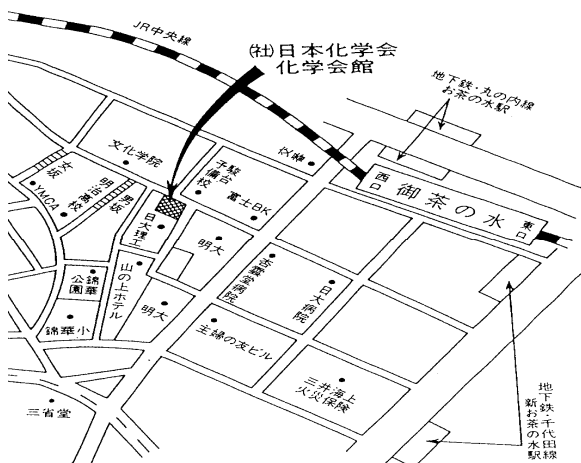 JR中央線
(社)日本化学会
化学会館
地下鉄・丸の内線
お茶の水駅
文化学院
駿台
予備校
富士BK
西口
御茶の水
東口
女坂
YMCA
明治高校
男坂
日大理工
明大
杏雲堂病院
日大病院
錦華
公園
山の上ホテル
明大
錦華小
主婦の友ビル
三井海上
火災保険
三省堂
地下鉄・千代田線
新お茶の水駅